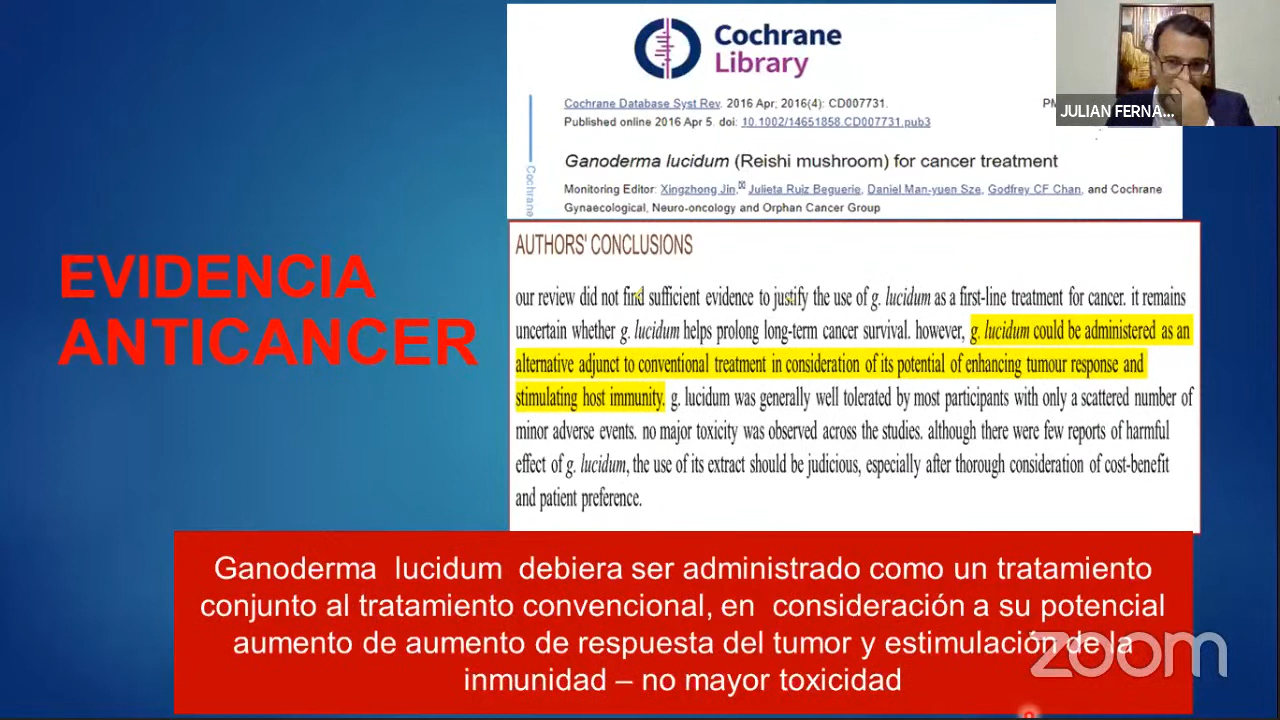 Cochrane
Library
Cochrane Database Syst Rev. 2016 Apr; 2016(4): CD007731.
Published online 2016 Apr 5. doi: 10.1002/14651858.CD007731.pub3
Ganoderma lucidum (Reishi mushroom) for cancer treatment
Monitoring Editor: Xingzhong Jin, Julieta Ruiz Beguerie, Daniel Man-yuen Sze, Godfrey CF Chan, and Cochrane
Gynaecological, Neuro-oncology and Orphan Cancer Group
Cochrane
JULIAN FERNA...
EVIDENCIA
ANTICANCER
AUTHORS' CONCLUSIONS
our review did not find sufficient evidence to justify the use of g. lucidum as a first-line treatment for cancer. it remains
uncertain whether g. lucidum helps prolong long-term cancer survival. however, g. lucidum could be administered as an
alternative adjunct to conventional treatment in consideration of its potential of enhancing tumour response and
stimulating host immunity. g. lucidum was generally well tolerated by most participants with only a scattered number of
minor adverse events. no major toxicity was observed across the studies. although there were few reports of harmful
effect of g. lucidum, the use of its extract should be judicious, especially after thorough consideration of cost-benefit
and patient preference.
Ganoderma lucidum debiera ser administrado como un tratamiento
conjunto al tratamiento convencional, en consideración a su potencial
aumento de aumento de respuesta del tumor y estimulación de la
inmunidad – no mayor toxicidad
zoom